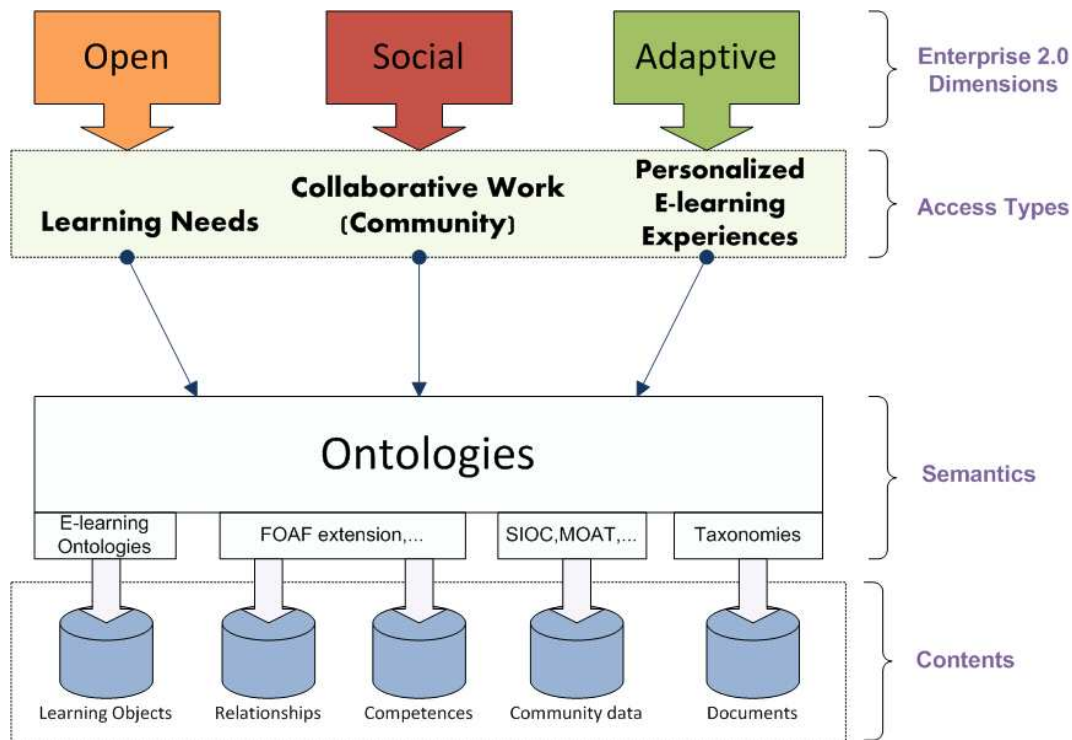 Open
Social
Adaptive
Enterprise 2.0
Dimensions
Learning Needs
Collaborative Work
(Community)
Personalized
E-learning
Experiences
Access Types
Ontologies
Semantics
E-learning
Ontologies
FOAF extension,...
SIOC,MOAT,...
Taxonomies
Contents
Learning Objects
Relationships
Competences
Community data
Documents